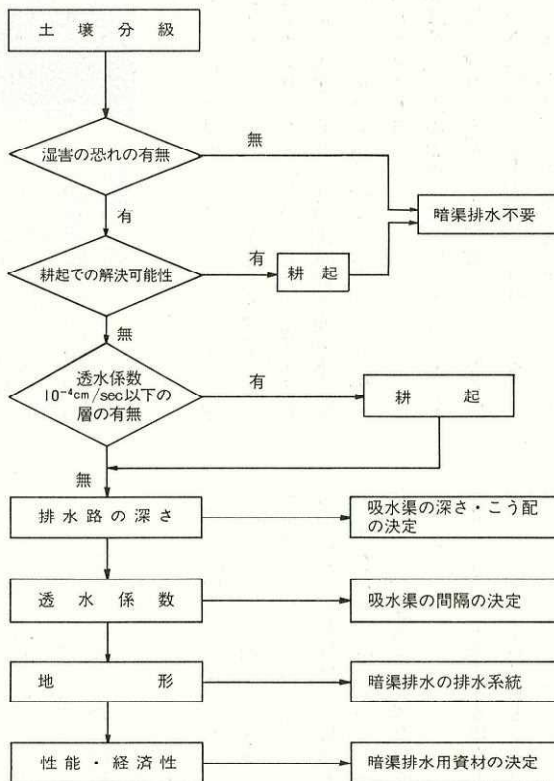 土壌分級
湿害の恐れの有無
無
暗渠排水不要
有
耕起での解決可能性
有
耕起
無
透水係数
10⁻⁴cm/sec以下の
層の有無
有
耕起
無
排水路の深さ
吸水渠の深さ・こう配
の決定
透水係数
吸水渠の間隔の決定
地形
暗渠排水の排水系統
性能・経済性
暗渠排水用資材の決定